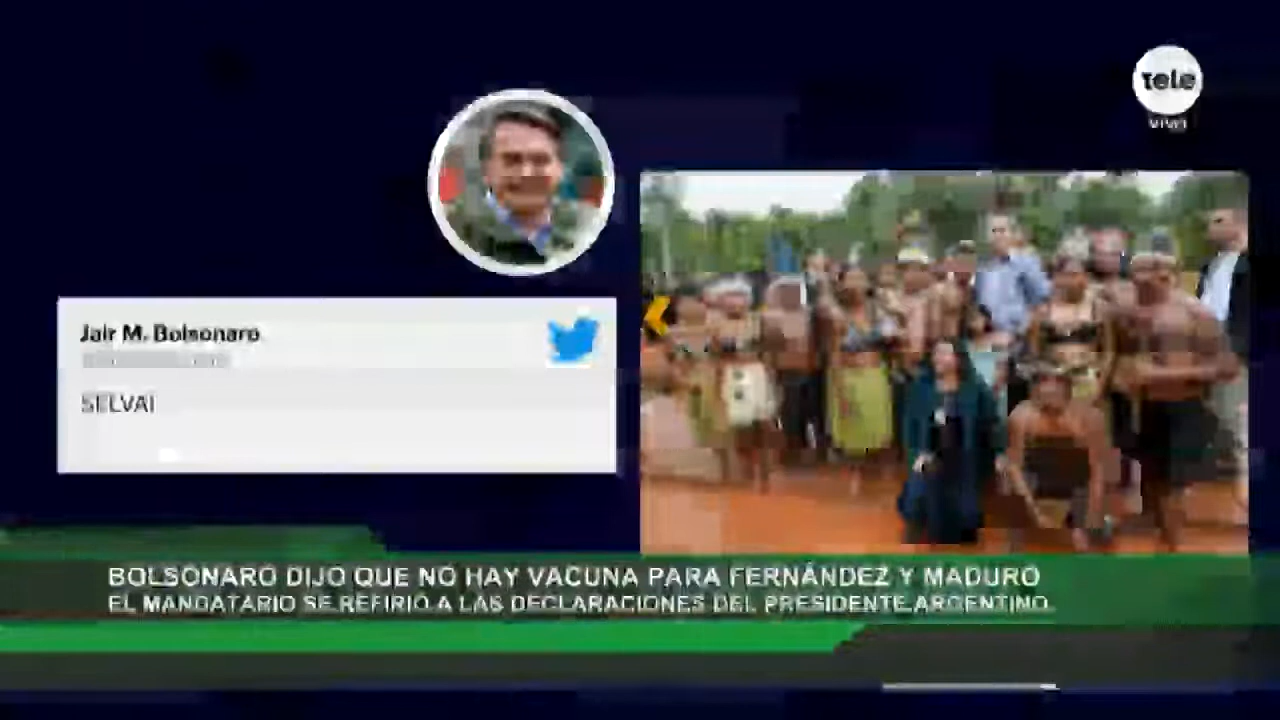 Tele
VIVO
Jair M. Bolsonaro
SELVA!
BOLSONARO DIJO QUE NO HAY VACUNA PARA FERNÁNDEZ Y MADURO
EL MANDATARIO SE REFIRIÓ A LAS DECLARACIONES DEL PRESIDENTE ARGENTINO.